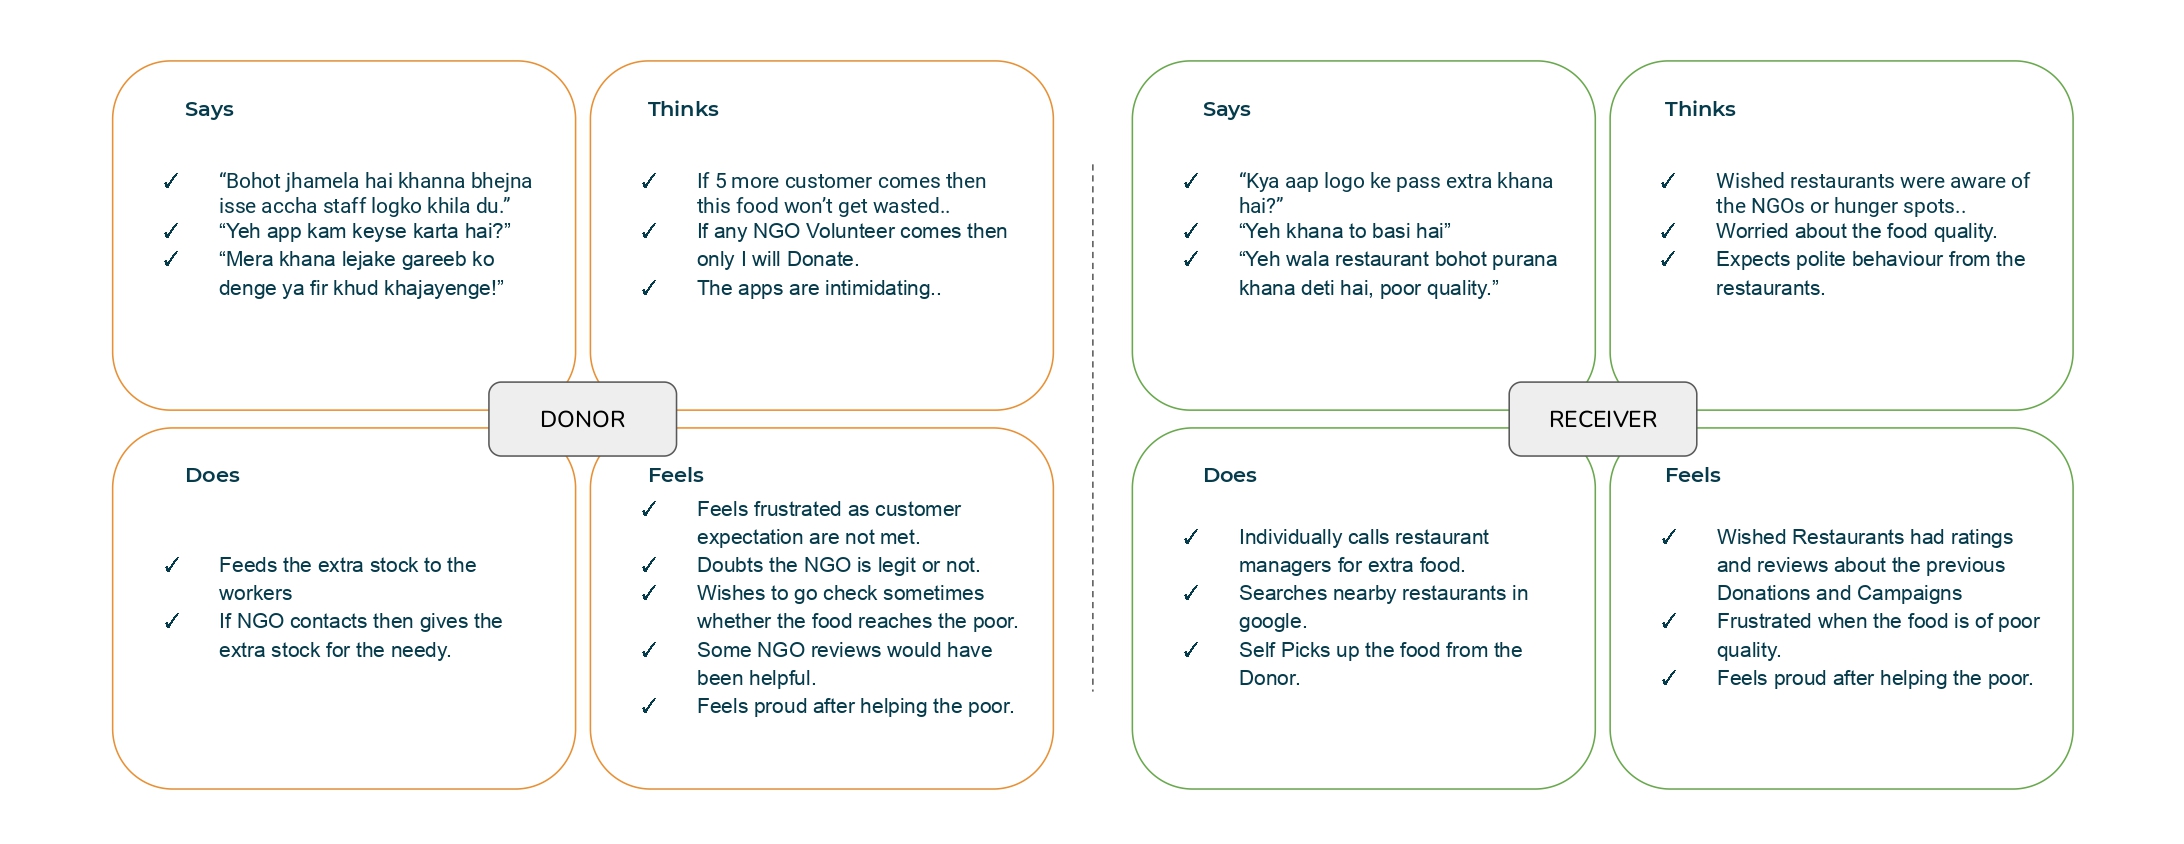 Says
✓ “Bohot jhamela hai khanna bhejna
isse accha staff logko khila du.”
✓ “Yeh app kam keyse karta hai?”
✓ “Mera khana lejake gareeb ko
denge ya fir khud khajayenge!”
Thinks
✓ If 5 more customer comes then
this food won’t get wasted..
✓ If any NGO Volunteer comes then
only I will Donate.
✓ The apps are intimidating..
DONOR
Does
✓ Feeds the extra stock to the
workers
✓ If NGO contacts then gives the
extra stock for the needy.
Feels
✓ Feels frustrated as customer
expectation are not met.
✓ Doubts the NGO is legit or not.
✓ Wishes to go check sometimes
whether the food reaches the poor.
✓ Some NGO reviews would have
been helpful.
✓ Feels proud after helping the poor.
Says
✓ “Kya aap logo ke pass extra khana
hai?”
✓ “Yeh khana to basi hai”
✓ “Yeh wala restaurant bohot purana
khana deti hai, poor quality.”
Thinks
✓ Wished restaurants were aware of
the NGOs or hunger spots..
✓ Worried about the food quality.
✓ Expects polite behaviour from the
restaurants.
RECEIVER
Does
✓ Individually calls restaurant
managers for extra food.
✓ Searches nearby restaurants in
google.
✓ Self Picks up the food from the
Donor.
Feels
✓ Wished Restaurants had ratings
and reviews about the previous
Donations and Campaigns
✓ Frustrated when the food is of poor
quality.
✓ Feels proud after helping the poor.